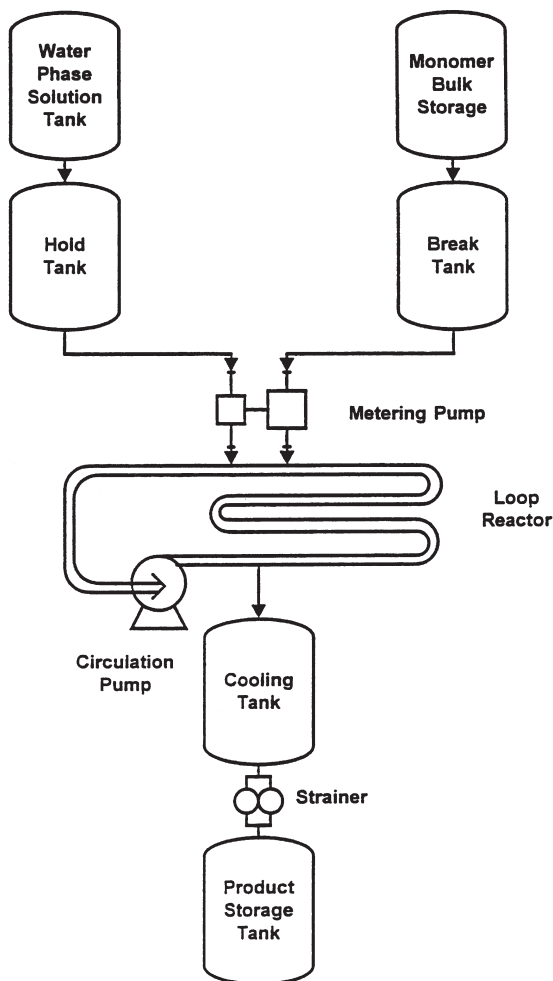 Water
Phase
Solution
Tank
Monomer
Bulk
Storage
Hold
Tank
Break
Tank
Metering Pump
Loop
Reactor
Circulation
Pump
Cooling
Tank
Strainer
Product
Storage
Tank